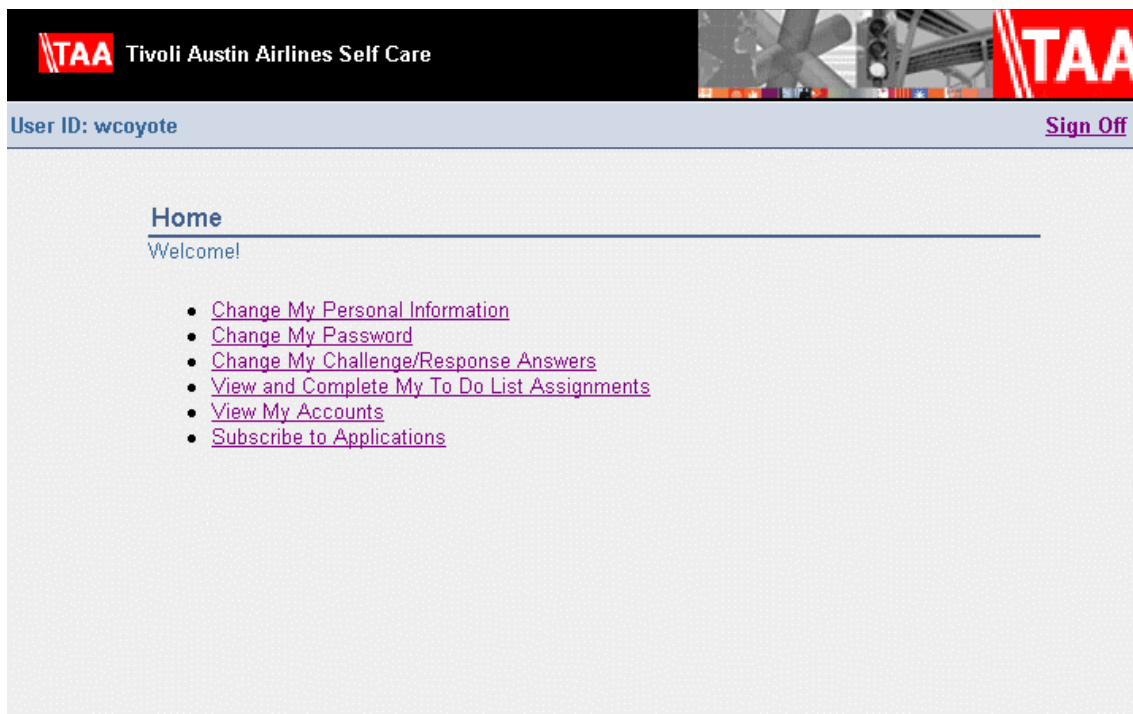 TAA Tivoli Austin Airlines Self Care
TAA
User ID: wcoyote
Sign Off
Home
Welcome!
Change My Personal Information
Change My Password
Change My Challenge/Response Answers
View and Complete My To Do List Assignments
View My Accounts
Subscribe to Applications